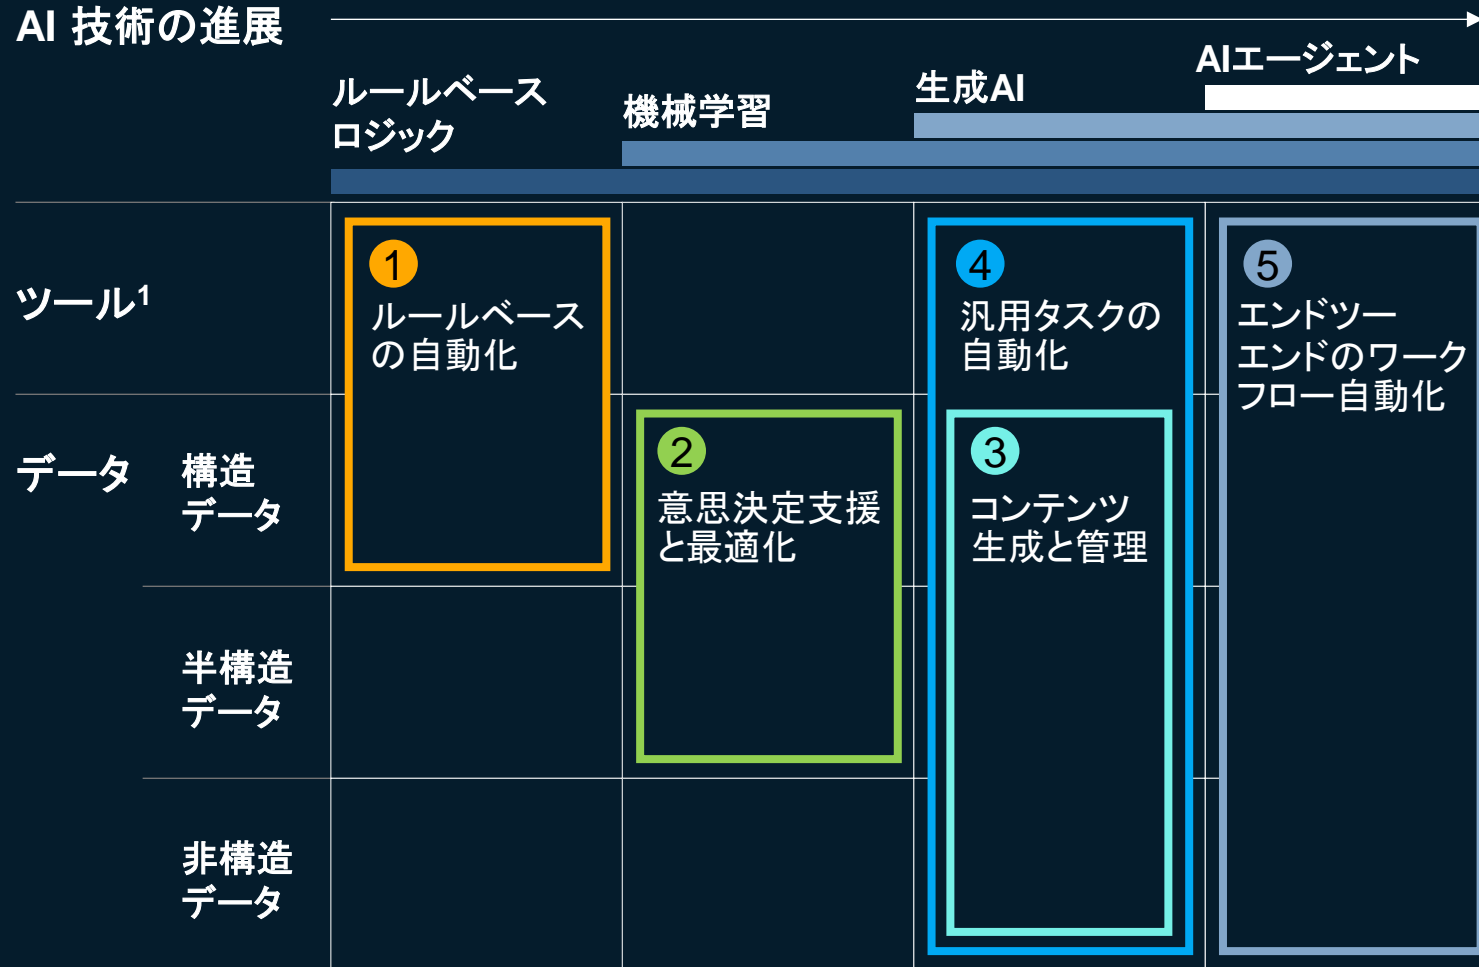 AI 技術の進展
ルールベース
ロジック
機械学習
生成AI
AIエージェント
ツール¹
1
ルールベース
の自動化
4
汎用タスクの
自動化
5
エンドツー
エンドのワーク
フロー自動化
データ
構造
データ
2
意思決定支援
と最適化
3
コンテンツ
生成と管理
半構造
データ
非構造
データ